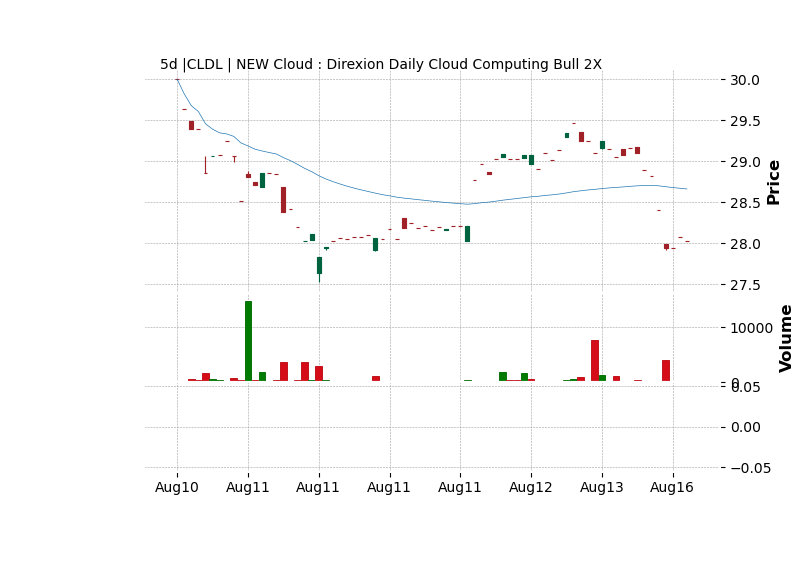 5d |CLDL | NEW Cloud : Direxion Daily Cloud Computing Bull 2X
30.0
29.5
29.0
28.5
28.0
27.5
Price
10000
0
Volume
0.05
0.00
−0.05
Aug10 Aug11 Aug11 Aug11 Aug11 Aug12 Aug13 Aug16